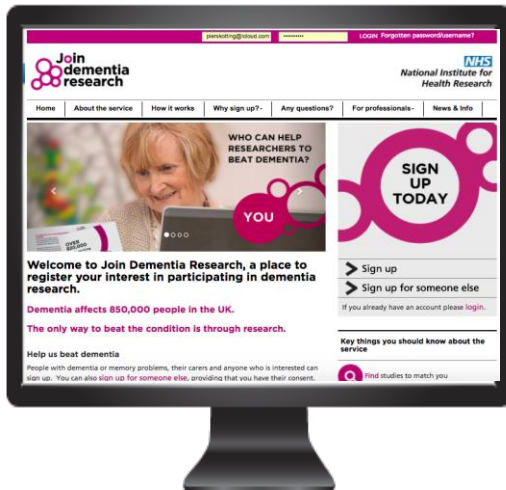 pierskotting@icloud.com
LOGIN Forgotten password/username?
Join
dementia
research
NHS
National Institute for
Health Research
Home
About the service
How it works
Why sign up?-
Any questions?
For professionals-
News & Info
WHO CAN HELP
RESEARCHERS TO
BEAT DEMENTIA?
YOU
OVER
850,000
SIGN
UP
TODAY
Sign up
Sign up for someone else
If you already have an account please login.
Welcome to Join Dementia Research, a place to
register your interest in participating in dementia
research.
Dementia affects 850,000 people in the UK.
The only way to beat the condition is through research.
Help us beat dementia
People with dementia or memory problems, their carers and anyone who is interested can
sign up. You can also sign up for someone else, providing that you have their consent.
Key things you should know about the
service
Find studies to match you